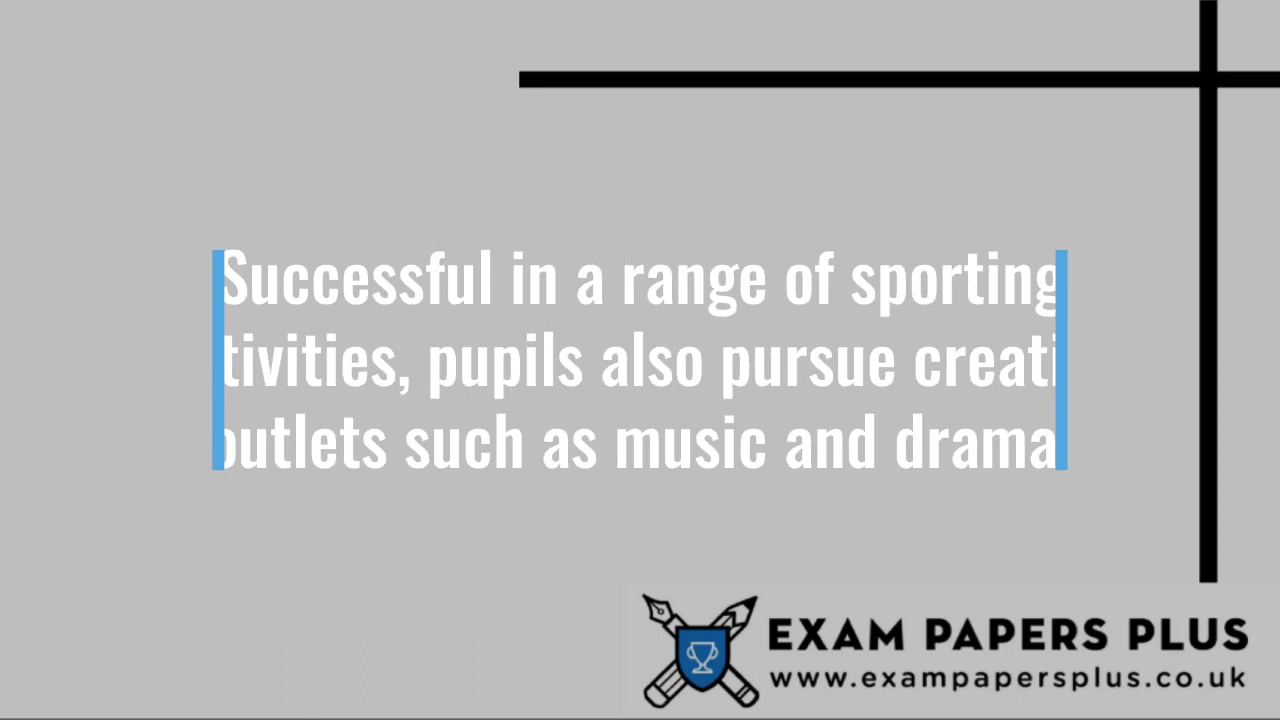 Successful in a range of sporting
tivities, pupils also pursue creati
outlets such as music and drama
EXAM PAPERS PLUS
www.exampapersplus.co.uk